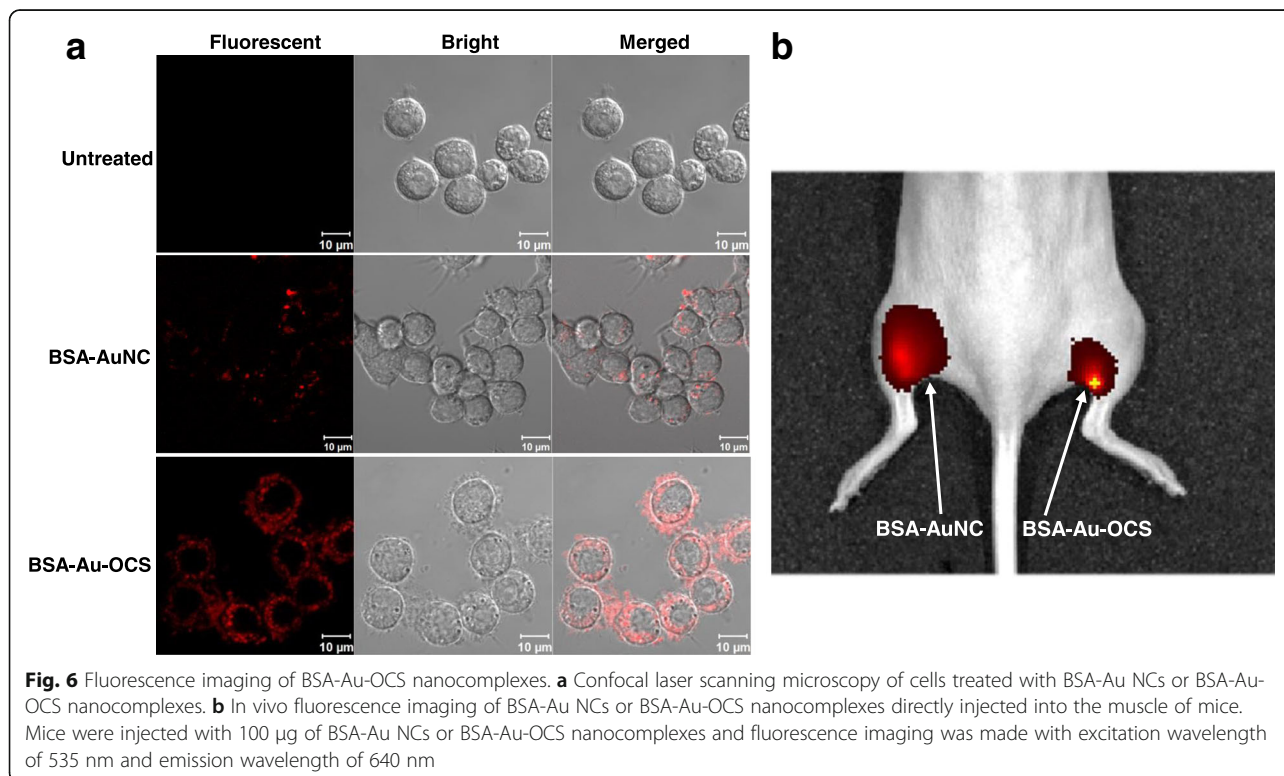 a
Fluorescent Bright Merged
Untreated
10 μm 10 μm 10 μm
BSA-AuNC
10 μm 10 μm 10 μm
BSA-Au-OCS
10 μm 10 μm 10 μm
b
BSA-AuNC BSA-Au-OCS
Fig. 6 Fluorescence imaging of BSA-Au-OCS nanocomplexes. a Confocal laser scanning microscopy of cells treated with BSA-Au NCs or BSA-Au-
OCS nanocomplexes. b In vivo fluorescence imaging of BSA-Au NCs or BSA-Au-OCS nanocomplexes directly injected into the muscle of mice.
Mice were injected with 100 μg of BSA-Au NCs or BSA-Au-OCS nanocomplexes and fluorescence imaging was made with excitation wavelength
of 535 nm and emission wavelength of 640 nm